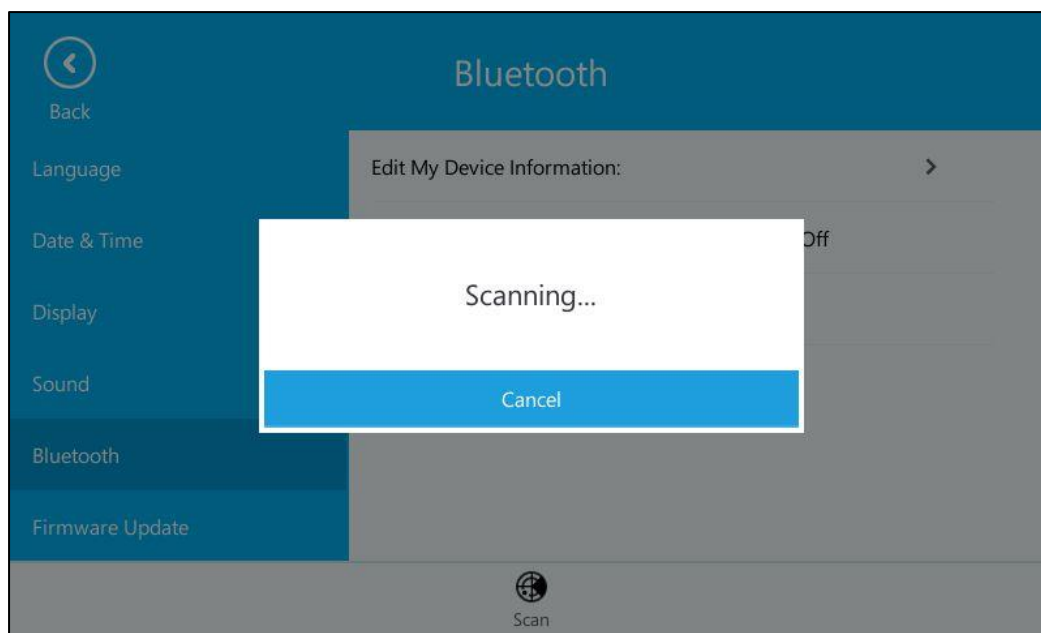 Back
Bluetooth
Language
Edit My Device Information:
Date & Time
Off
Scanning...
Display
Sound
Cancel
Bluetooth
Firmware Update
Scan